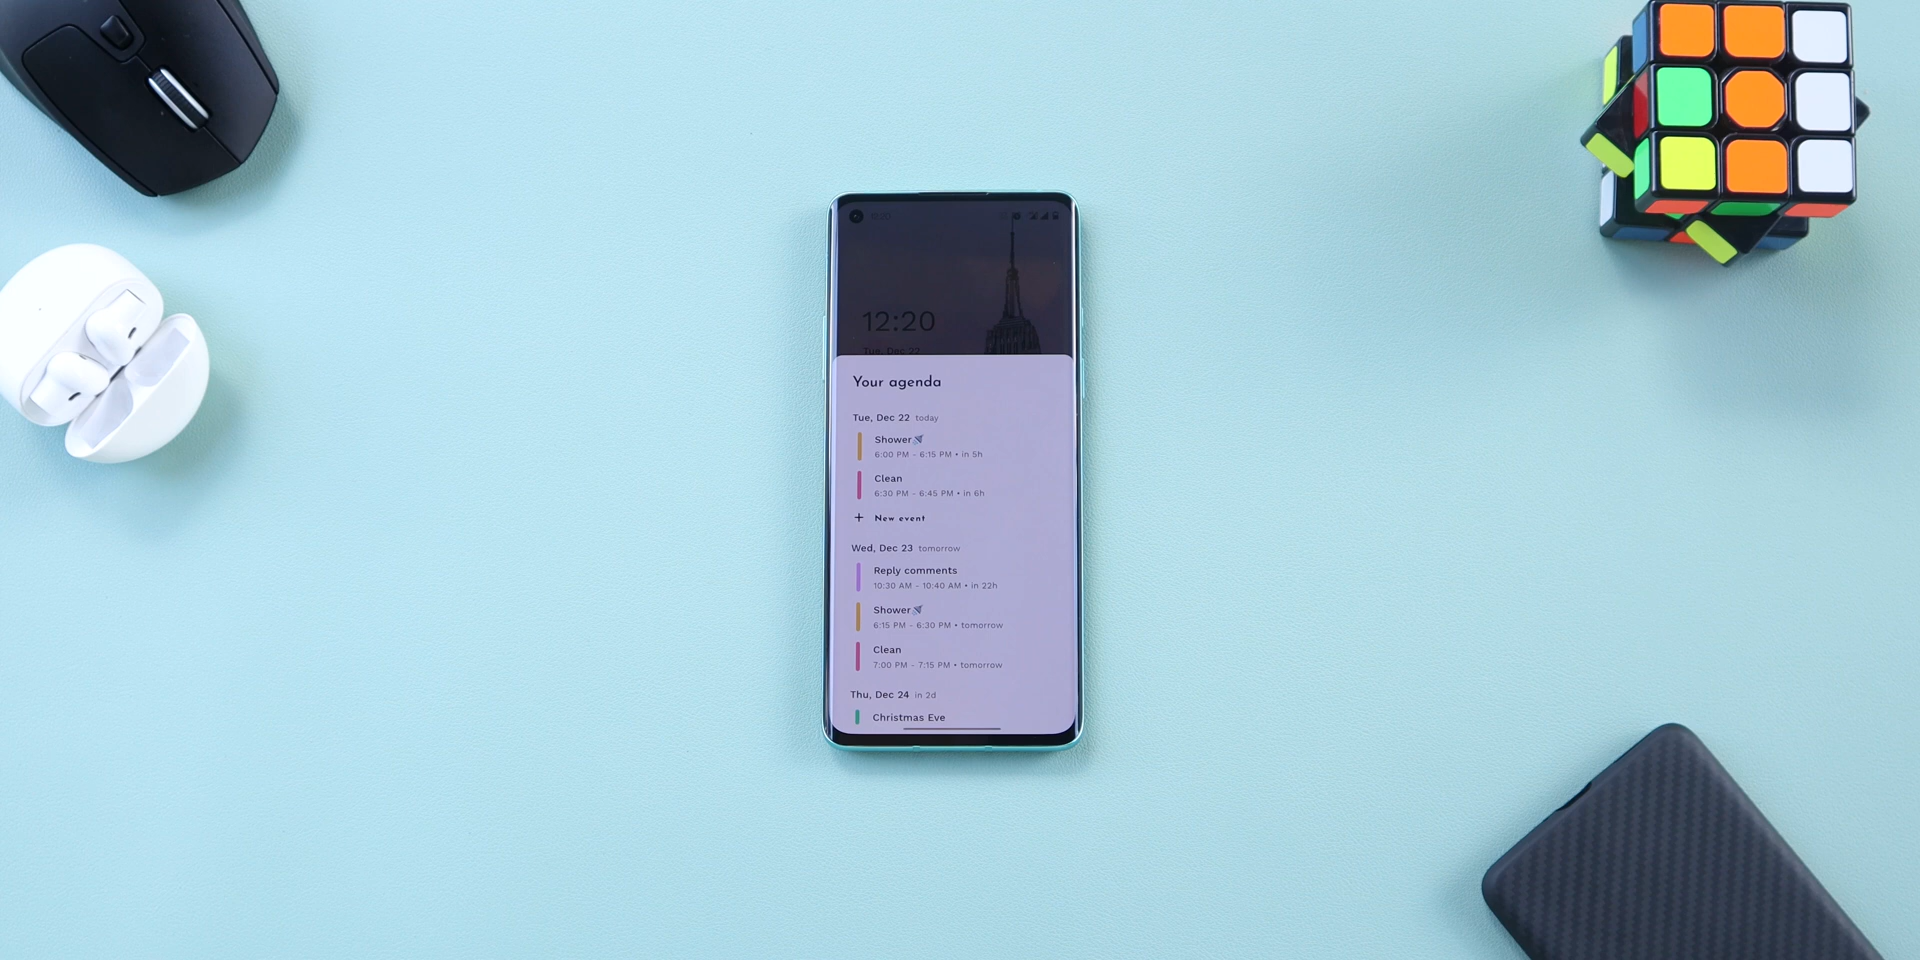 12:20
Tue, Dec 22
Your agenda
Tue, Dec 22 today
Shower
6:00 PM - 6:15 PM • in 5h
Clean
6:30 PM - 6:45 PM • in 6h
+ New event
Wed, Dec 23 tomorrow
Reply comments
10:30 AM - 10:40 AM • in 22h
Shower
6:15 PM - 6:30 PM • tomorrow
Clean
7:00 PM - 7:15 PM • tomorrow
Thu, Dec 24 in 2d
Christmas Eve